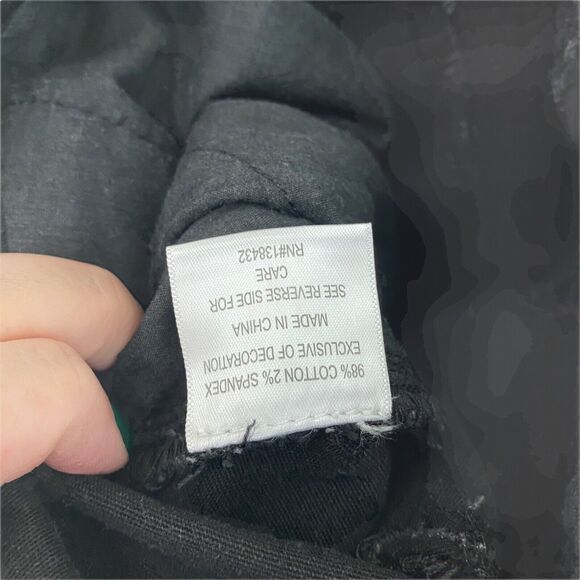 98% COTTON 2% SPANDEX
EXCLUSIVE OF DECORATION
MADE IN CHINA
SEE REVERSE SIDE FOR
CARE
RN#138432